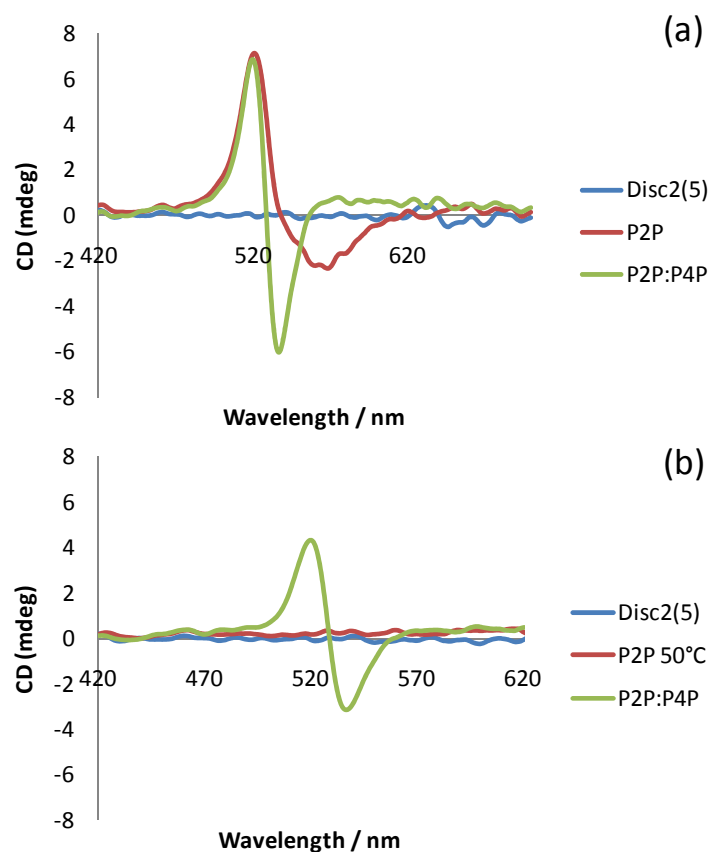 (a)
8
6
4
2
0
-2
-4
-6
-8
420 520 620
CD (mdeg)
Wavelength / nm
Disc2(5)
P2P
P2P:P4P
(b)
8
6
4
2
0
-2
-4
-6
-8
420 470 520 570 620
CD (mdeg)
Wavelength / nm
Disc2(5)
P2P 50°C
P2P:P4P